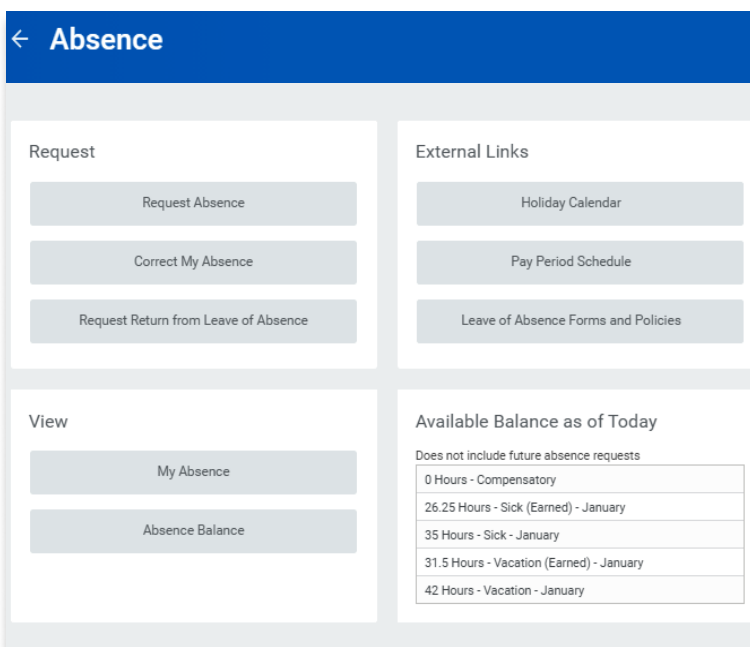 Absence
Request
Request Absence
Correct My Absence
Request Return from Leave of Absence
External Links
Holiday Calendar
Pay Period Schedule
Leave of Absence Forms and Policies
View
My Absence
Absence Balance
Available Balance as of Today
Does not include future absence requests
0 Hours - Compensatory
26.25 Hours - Sick (Earned) - January
35 Hours - Sick - January
31.5 Hours - Vacation (Earned) - January
42 Hours - Vacation - January